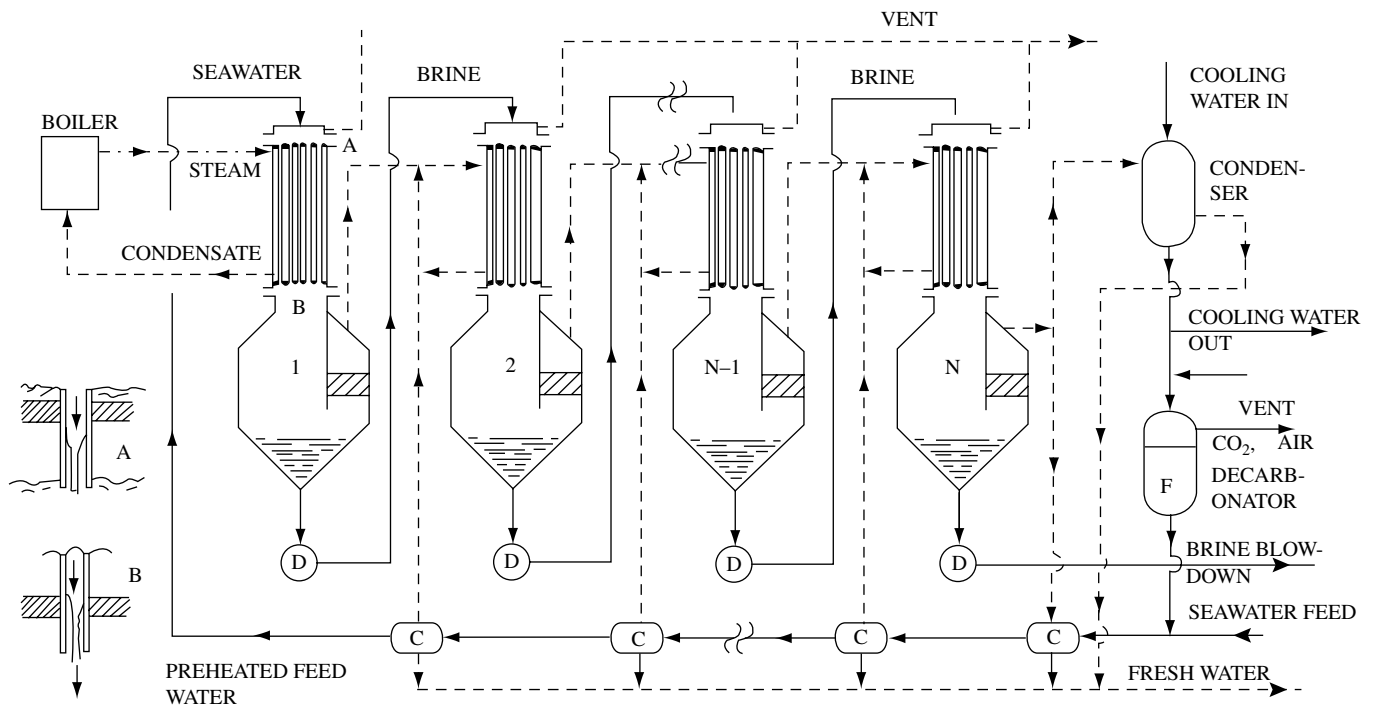 VENT
SEAWATER
BRINE
BRINE
COOLING
WATER IN
BOILER
A
STEAM
CONDEN-
SER
CONDENSATE
B
1
2
N–1
N
COOLING WATER
OUT
VENT
CO2, AIR
A
F
DECARB-
ONATOR
D
D
D
D
BRINE BLOW-
DOWN
B
SEAWATER FEED
C
C
C
C
PREHEATED FEED
WATER
FRESH WATER